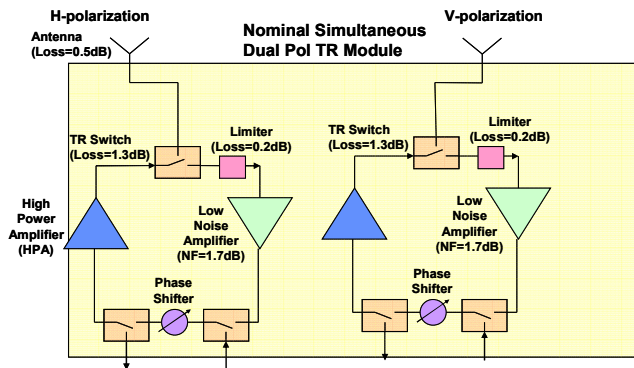 H-polarization
Nominal Simultaneous
Dual Pol TR Module
V-polarization
Antenna
(Loss=0.5dB)
TR Switch
(Loss=1.3dB)
Limiter
(Loss=0.2dB)
High
Power
Amplifier
(HPA)
Low
Noise
Amplifier
(NF=1.7dB)
Phase
Shifter
TR Switch
(Loss=1.3dB)
Limiter
(Loss=0.2dB)
Low
Noise
Amplifier
(NF=1.7dB)
Phase
Shifter